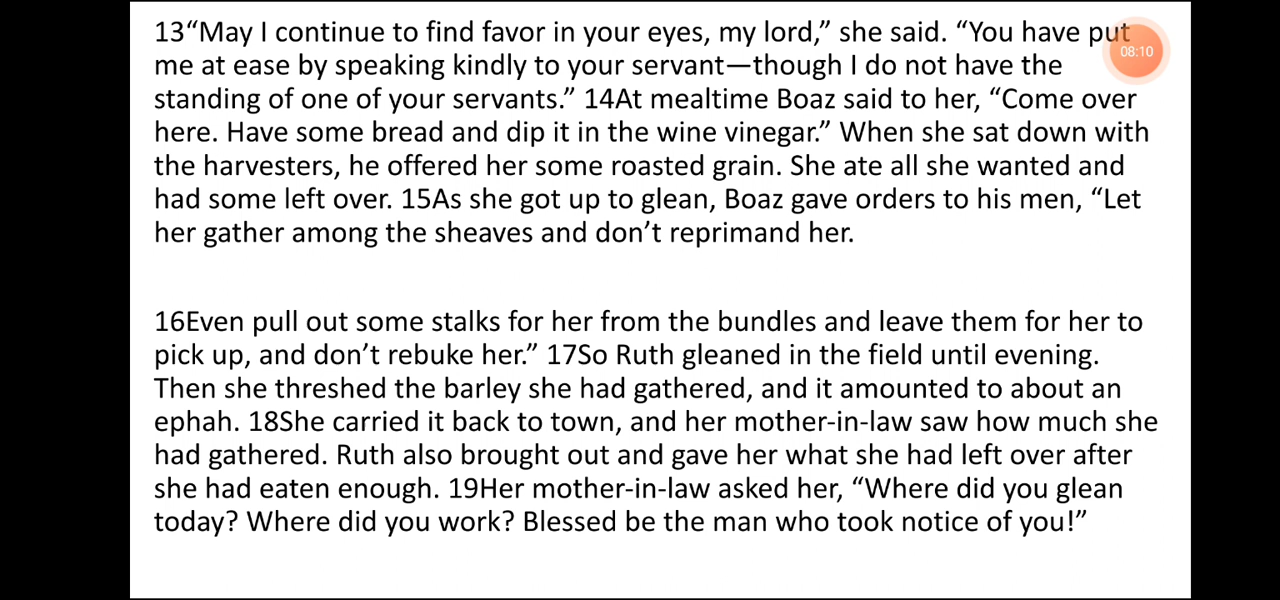 13“May I continue to find favor in your eyes, my lord,” she said. “You have put
08:10
me at ease by speaking kindly to your servant—though I do not have the
standing of one of your servants.” 14At mealtime Boaz said to her, “Come over
here. Have some bread and dip it in the wine vinegar.” When she sat down with
the harvesters, he offered her some roasted grain. She ate all she wanted and
had some left over. 15As she got up to glean, Boaz gave orders to his men, “Let
her gather among the sheaves and don’t reprimand her.
16Even pull out some stalks for her from the bundles and leave them for her to
pick up, and don’t rebuke her.” 17So Ruth gleaned in the field until evening.
Then she threshed the barley she had gathered, and it amounted to about an
ephah. 18She carried it back to town, and her mother-in-law saw how much she
had gathered. Ruth also brought out and gave her what she had left over after
she had eaten enough. 19Her mother-in-law asked her, “Where did you glean
today? Where did you work? Blessed be the man who took notice of you!”